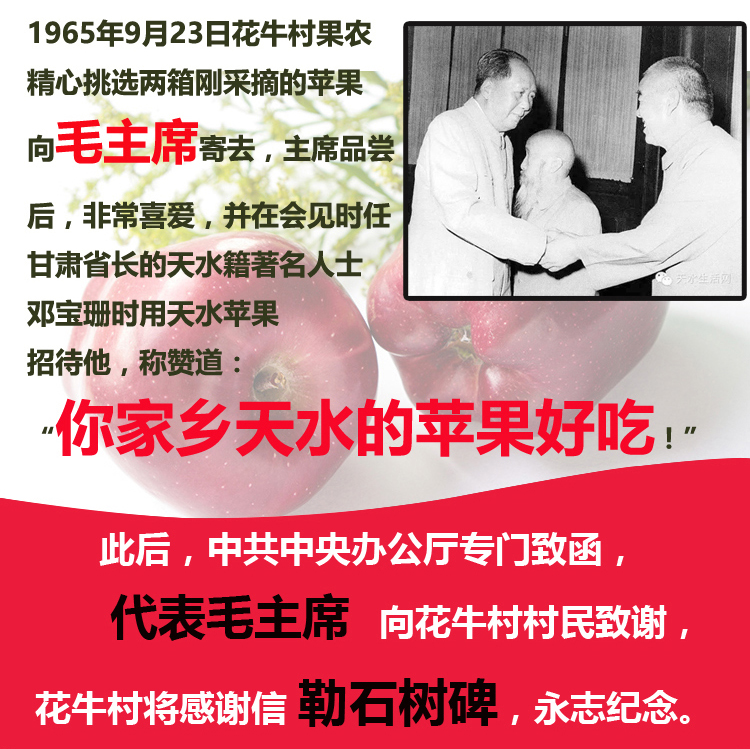 1965年9月23日花牛村果农
精心挑选两箱刚采摘的苹果
向毛主席寄去，主席品尝
后，非常喜爱，并在会见时任
甘肃省长的天水籍著名人士
邓宝珊时用天水苹果
招待他，称赞道：
“你家乡天水的苹果好吃！”
天水生活网
此后，中共中央办公厅专门致函，
代表毛主席 向花牛村村民致谢，
花牛村将感谢信 勒石树碑，永志纪念。